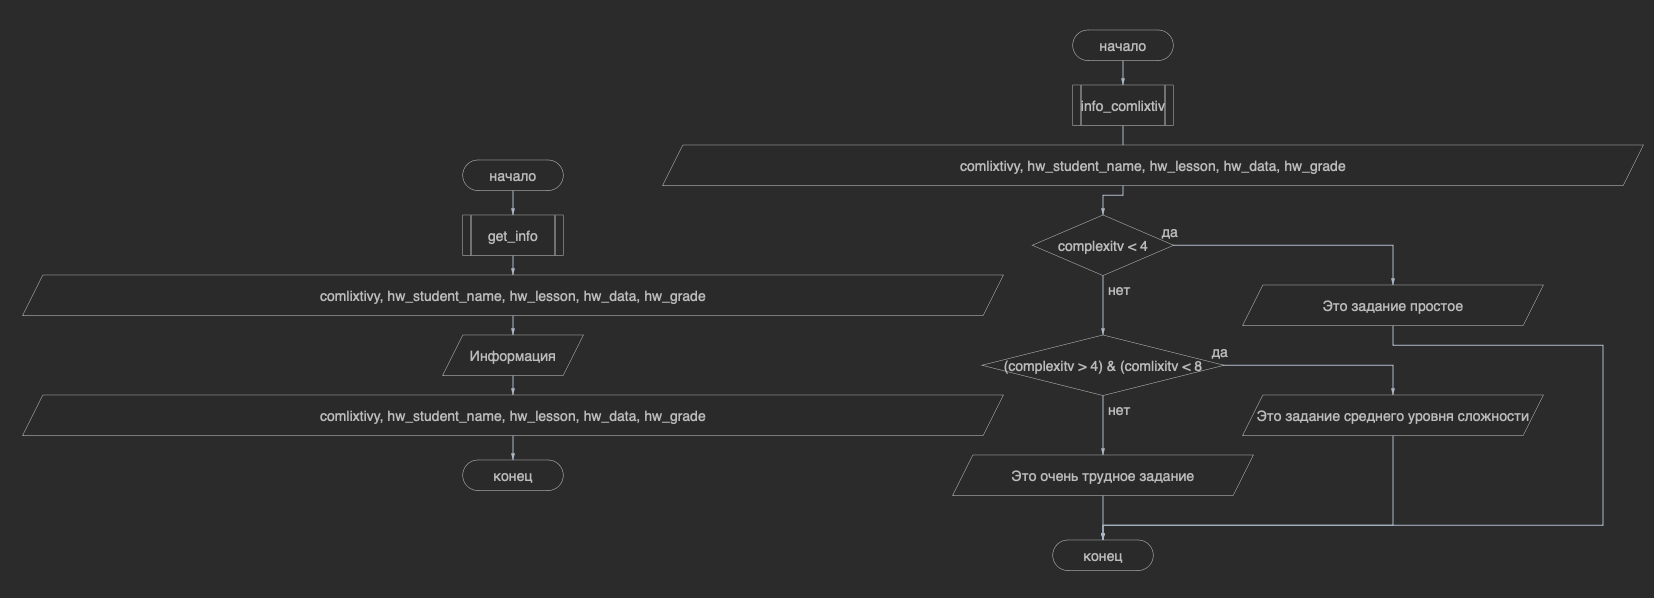 начало
get_info
comlixtivy, hw_student_name, hw_lesson, hw_data, hw_grade
Информация
comlixtivy, hw_student_name, hw_lesson, hw_data, hw_grade
конец
начало
info_comlixtiv
comlixtivy, hw_student_name, hw_lesson, hw_data, hw_grade
complexitv < 4
да
нет
Это задание простое
(complexitv > 4) & (comlixitv < 8
да
нет
Это задание среднего уровня сложности
Это очень трудное задание
конец